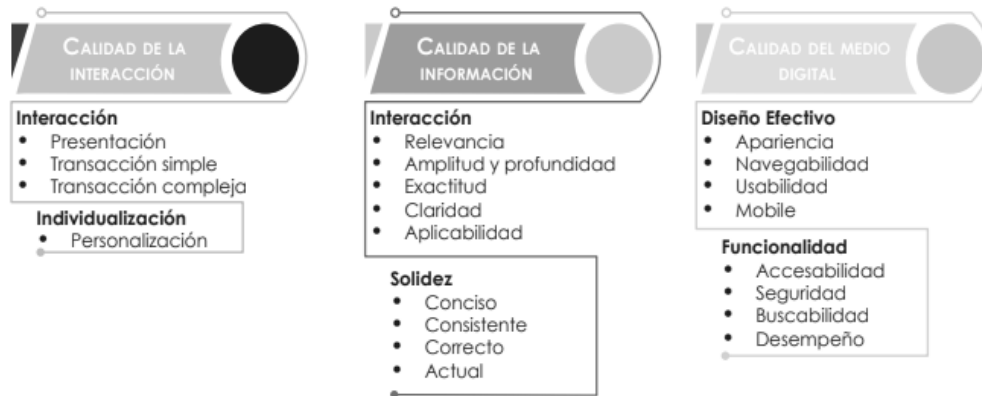 CALIDAD DE LA
INTERACCIÓN
Interacción
• Presentación
• Transacción simple
• Transacción compleja
Individualización
• Personalización
CALIDAD DE LA
INFORMACIÓN
Interacción
• Relevancia
• Amplitud y profundidad
• Exactitud
• Claridad
• Aplicabilidad
Solidez
• Conciso
• Consistente
• Correcto
• Actual
CALIDAD DEL MEDIO
DIGITAL
Diseño Efectivo
• Apariencia
• Navegabilidad
• Usabilidad
• Mobile
Funcionalidad
• Accesabilidad
• Seguridad
• Buscabilidad
• Desempeño